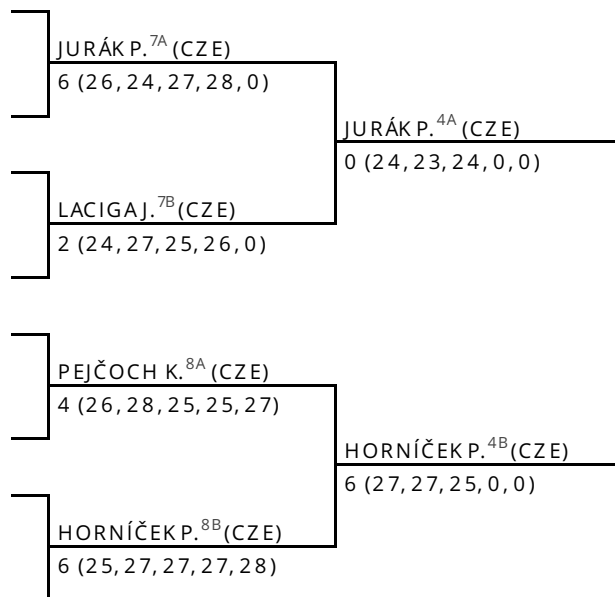 JURÁK P. 7A (CZE)
6 (26, 24, 27, 28, 0)
JURÁK P. 4A (CZE)
0 (24, 23, 24, 0, 0)
LACIGA J. 7B (CZE)
2 (24, 27, 25, 26, 0)
PEJČOCH K. 8A (CZE)
4 (26, 28, 25, 25, 27)
HORNÍČEK P. 4B (CZE)
6 (27, 27, 25, 0, 0)
HORNÍČEK P. 8B (CZE)
6 (25, 27, 27, 27, 28)